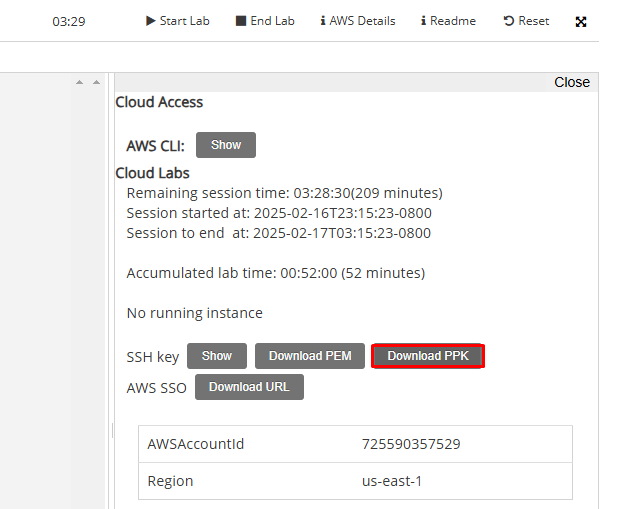 03:29 Start Lab End Lab AWS Details Readme Reset
Close
Cloud Access
AWS CLI: Show
Cloud Labs
Remaining session time: 03:28:30(209 minutes)
Session started at: 2025-02-16T23:15:23-0800
Session to end  at: 2025-02-17T03:15:23-0800
Accumulated lab time: 00:52:00 (52 minutes)
No running instance
SSH key Show Download PEM Download PPK
AWS SSO Download URL
AWSAccountId 725590357529
Region us-east-1